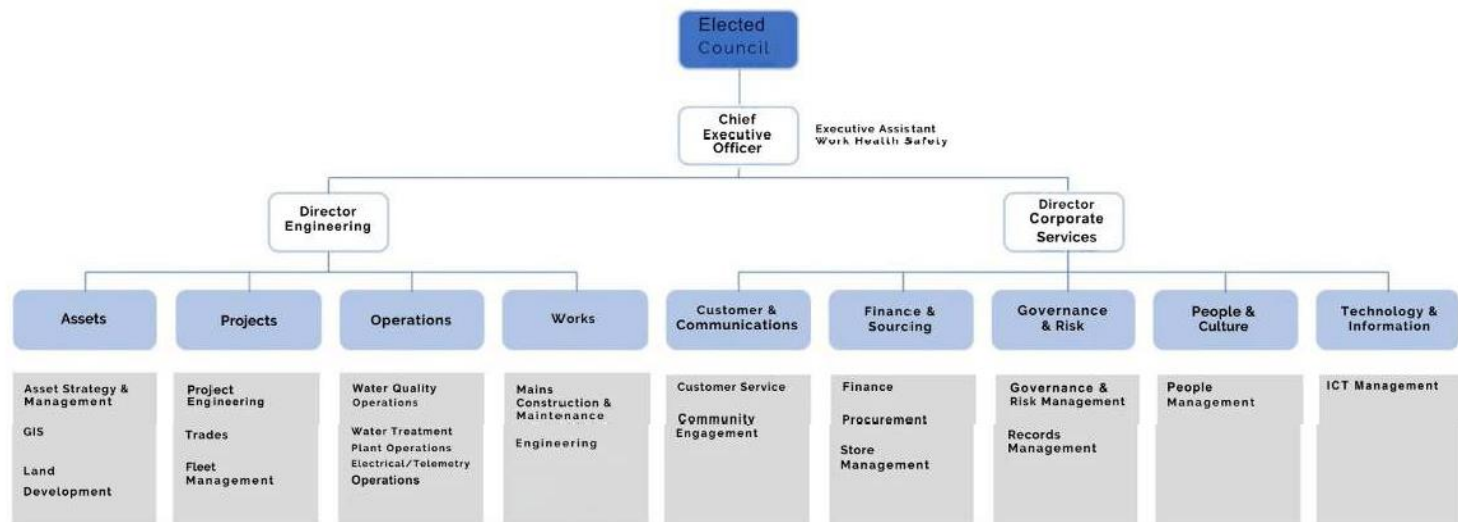 Elected
Council
Chief
Executive
Officer
Executive Assistant
Work Health Safety
Director
Engineering
Director
Corporate
Services
Assets
Projects
Operations
Works
Customer &
Communications
Finance &
Sourcing
Governance
& Risk
People &
Culture
Technology &
Information
Asset Strategy &
Management
GIS
Land
Development
Project
Engineering
Trades
Fleet
Management
Water Quality
Operations
Water Treatment
Plant Operations
Electrical/Telemetry
Operations
Mains
Construction &
Maintenance
Engineering
Customer Service
Community
Engagement
Finance
Procurement
Store
Management
Governance &
Risk Management
Records
Management
People
Management
ICT Management